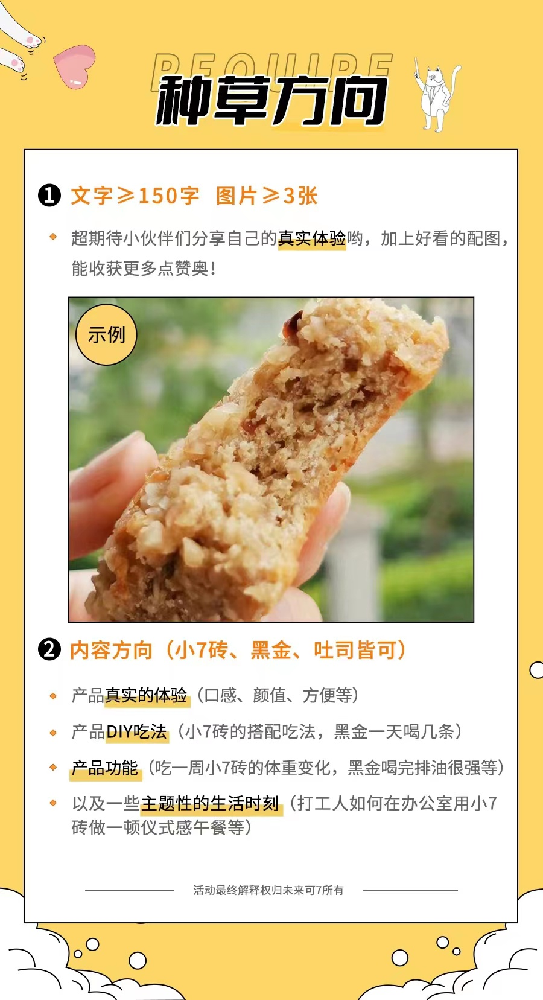 REQUIRE
种草方向
1 文字≥150字 图片≥3张
超期待小伙伴们分享自己的真实体验哟，加上好看的配图，
能收获更多点赞奥！
示例
2 内容方向（小7砖、黑金、吐司皆可）
产品真实的体验（口感、颜值、方便等）
产品DIY吃法（小7砖的搭配吃法，黑金一天喝几条）
产品功能（吃一周小7砖的体重变化，黑金喝完排油很强等）
以及一些主题性的生活时刻（打工人如何在办公室用小7
砖做一顿仪式感午餐等）
活动最终解释权归未来可7所有